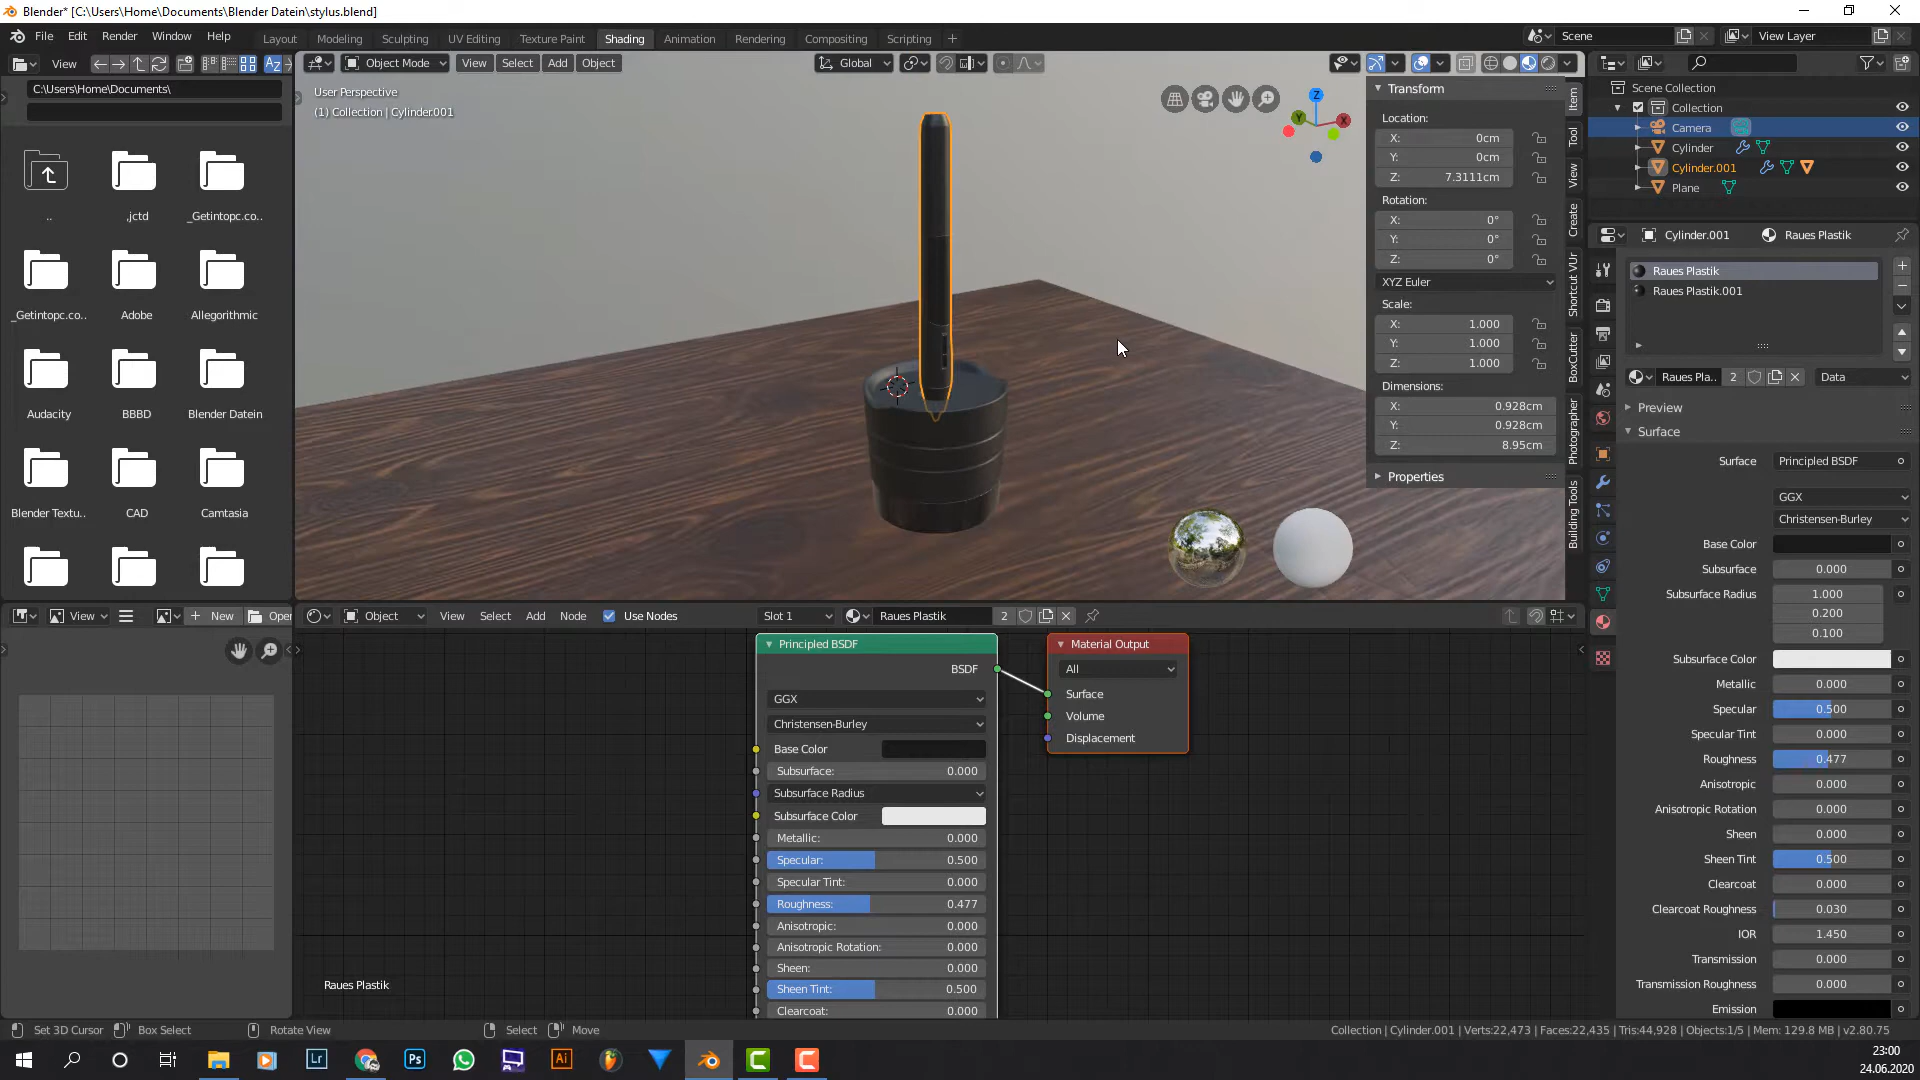 Blender* [C:\Users\Home\Documents\Blender Datein\stylus.blend]
File Edit Render Window Help Layout Modeling Sculpting UV Editing Texture Paint Shading Animation Rendering Compositing Scripting + Scene View Layer
View
C:\Users\Home\Documents\
..
.jctd
_Getintopc.co..
_Getintopc.co...
Adobe
Allegorithmic
Audacity
BBBD
Blender Datein
Blender Textu..
CAD
Camtasia
Object Mode View Select Add Object Global
User Perspective
(1) Collection | Cylinder.001
Z
Y
X
Transform
Location:
X: 0cm
Y: 0cm
Z: 7.3111cm
Rotation:
X: 0°
Y: 0°
Z: 0°
XYZ Euler
Scale:
X: 1.000
Y: 1.000
Z: 1.000
Dimensions:
X: 0.928cm
Y: 0.928cm
Z: 8.95cm
Properties
Item
Tool
View
Create
Shortcut VUr
BoxCutter
Photographer
Building Tools
Scene Collection
Collection
Camera
Cylinder
Cylinder.001
Plane
Cylinder.001 Raues Plastik
Raues Plastik
Raues Plastik.001
Raues Pla.. 2 Data
Preview
Surface
Surface Principled BSDF
GGX
Christensen-Burley
Base Color
Subsurface 0.000
Subsurface Radius 1.000
0.200
0.100
Subsurface Color
Metallic 0.000
Specular 0.500
Specular Tint 0.000
Roughness 0.477
Anisotropic 0.000
Anisotropic Rotation 0.000
Sheen 0.000
Sheen Tint 0.500
Clearcoat 0.000
Clearcoat Roughness 0.030
IOR 1.450
Transmission 0.000
Transmission Roughness 0.000
Emission
View New Open
Object View Select Add Node Use Nodes Slot 1 Raues Plastik 2
Principled BSDF
BSDF
GGX
Christensen-Burley
Base Color
Subsurface: 0.000
Subsurface Radius
Subsurface Color
Metallic: 0.000
Specular: 0.500
Specular Tint: 0.000
Roughness: 0.477
Anisotropic: 0.000
Anisotropic Rotation: 0.000
Sheen: 0.000
Sheen Tint: 0.500
Clearcoat: 0.000
Material Output
All
Surface
Volume
Displacement
Raues Plastik
Set 3D Cursor Box Select Rotate View Select Move Collection | Cylinder.001 | Verts:22,473 | Faces:22,435 | Tris:44,928 | Objects:1/5 | Mem: 129.8 MB | v2.80.75
Lr Ps Ai
23:00
24.06.2020